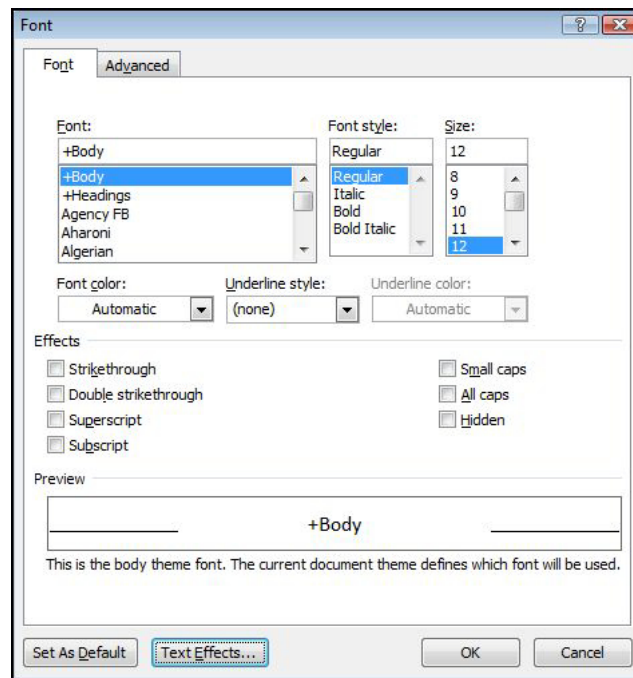 Font
Font Advanced
Font: Font style: Size:
+Body Regular 12
+Body Regular 8
+Headings Italic 9
Agency FB Bold 10
Aharoni Bold Italic 11
Algerian 12
Font color: Underline style: Underline color:
Automatic (none) Automatic
Effects
Strikethrough Small caps
Double strikethrough All caps
Superscript Hidden
Subscript
Preview
+Body
This is the body theme font. The current document theme defines which font will be used.
Set As Default Text Effects... OK Cancel